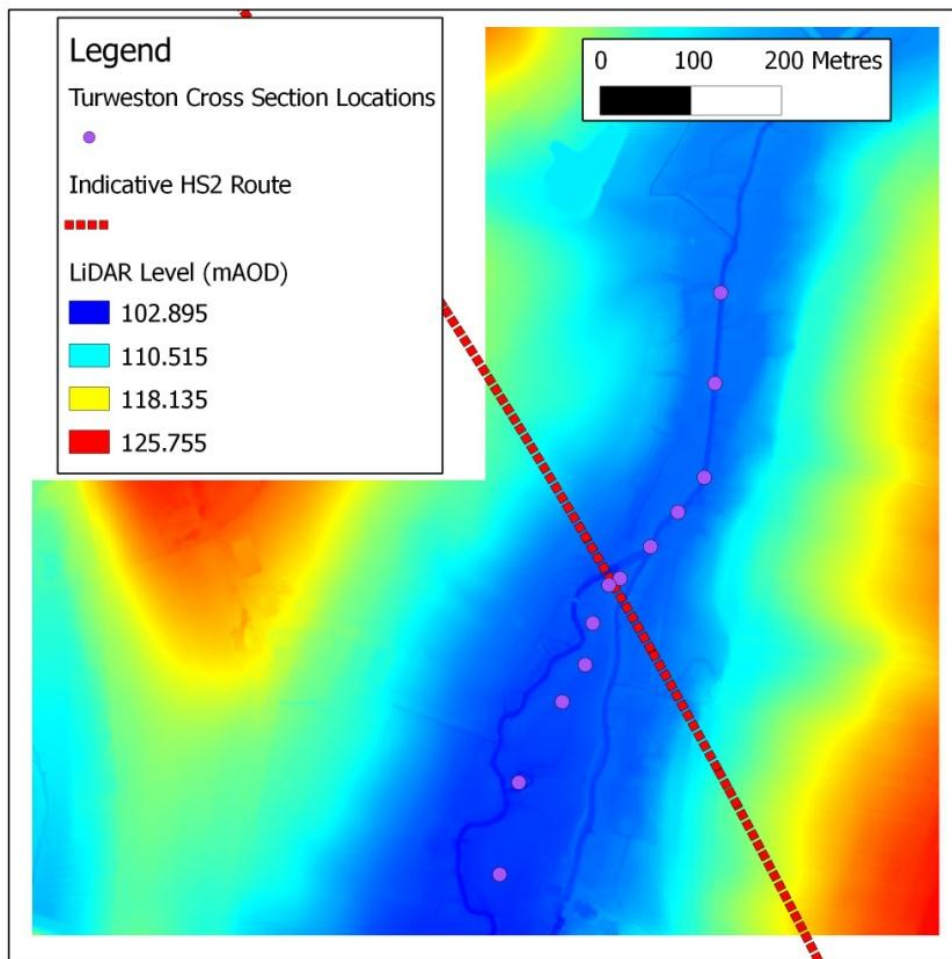 Legend
Turweston Cross Section Locations
Indicative HS2 Route
LiDAR Level (mAOD)
102.895
110.515
118.135
125.755
0 100 200 Metres